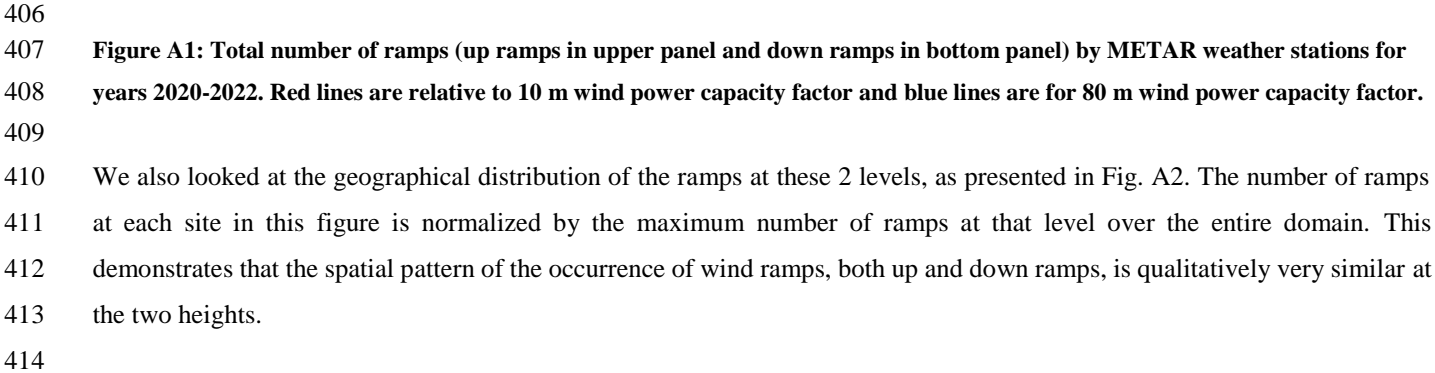 406
407 Figure A1: Total number of ramps (up ramps in upper panel and down ramps in bottom panel) by METAR weather stations for
408 years 2020-2022. Red lines are relative to 10 m wind power capacity factor and blue lines are for 80 m wind power capacity factor.
409
410 We also looked at the geographical distribution of the ramps at these 2 levels, as presented in Fig. A2. The number of ramps
411 at each site in this figure is normalized by the maximum number of ramps at that level over the entire domain. This
412 demonstrates that the spatial pattern of the occurrence of wind ramps, both up and down ramps, is qualitatively very similar at
413 the two heights.
414